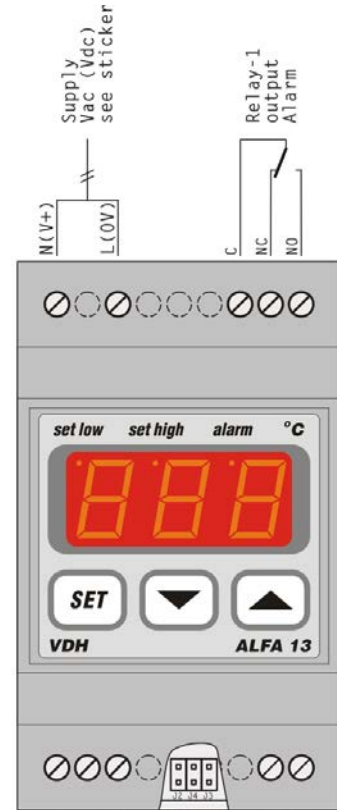 Supply
Vac (Vdc)
see sticker
Relay-1
output
Alarm
N(V+)
L(0V)
C
NC
NO
set low set high alarm °C
888
SET
VDH ALFA 13
J2 J4 J3